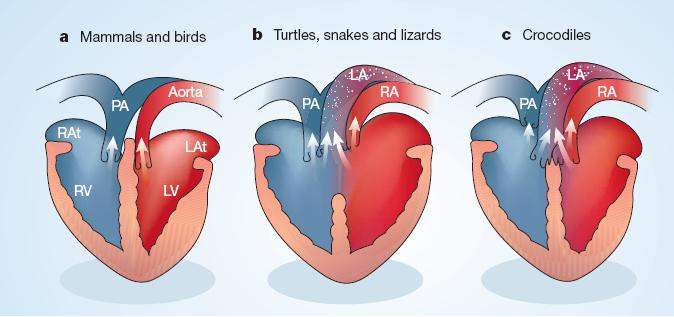 a Mammals and birds
PA
Aorta
RAt
LAt
RV
LV
b Turtles, snakes and lizards
LA
PA
RA
c Crocodiles
LA
PA
RA